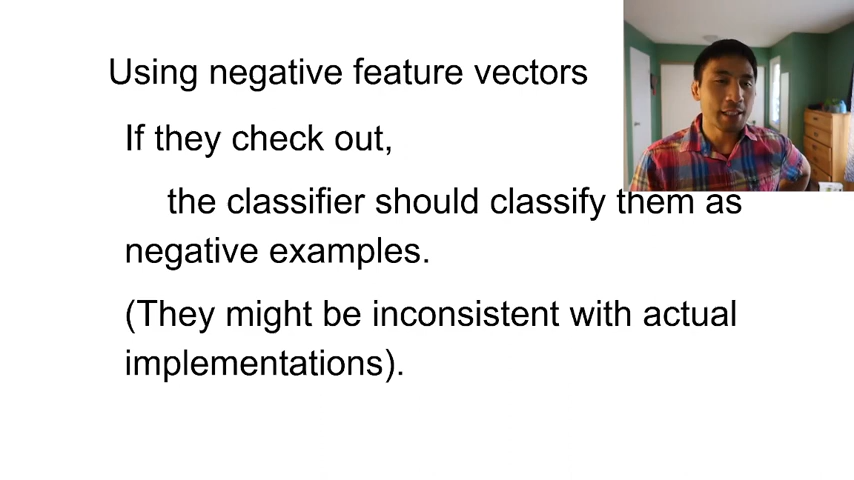 Using negative feature vectors
If they check out,
the classifier should classify them as
negative examples.
(They might be inconsistent with actual
implementations).